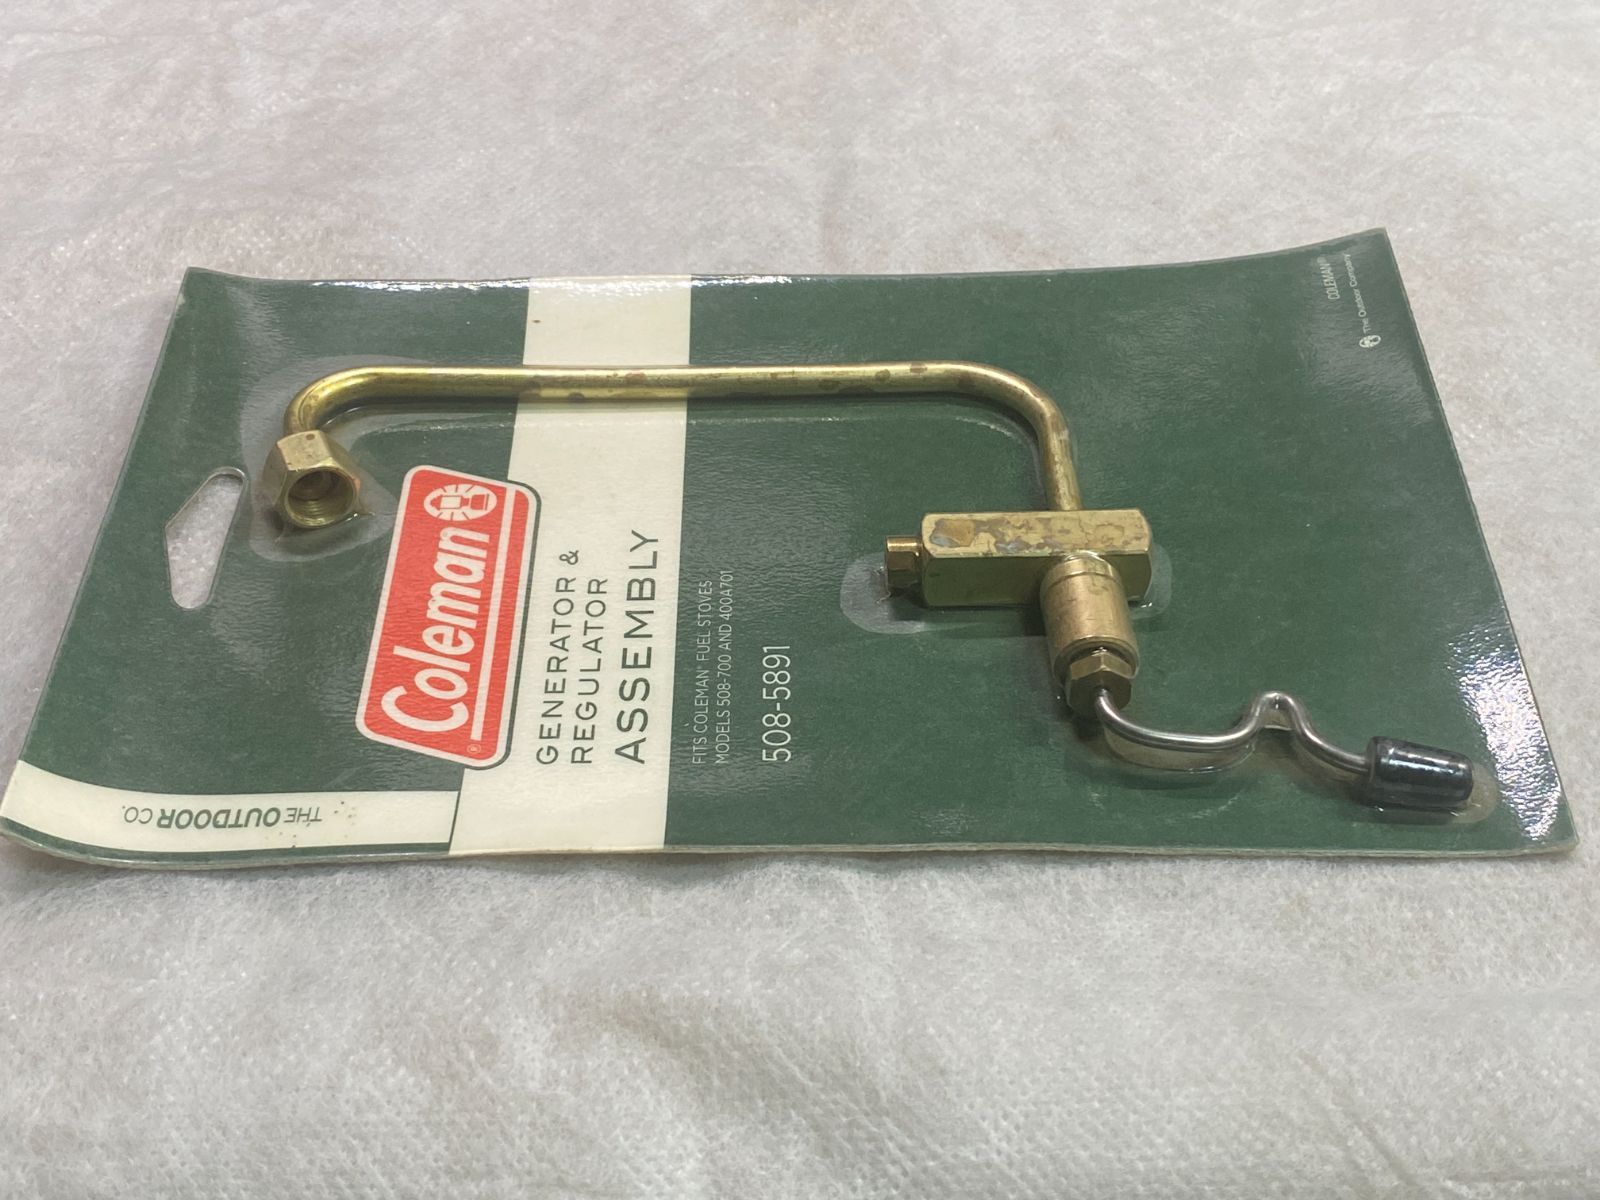 Coleman®
GENERATOR &
REGULATOR
ASSEMBLY
FITS COLEMAN® FUEL STOVES
MODELS 508-700 AND 400A701
508-5891
THE OUTDOOR CO.
COLEMAN®
The Outdoor Company